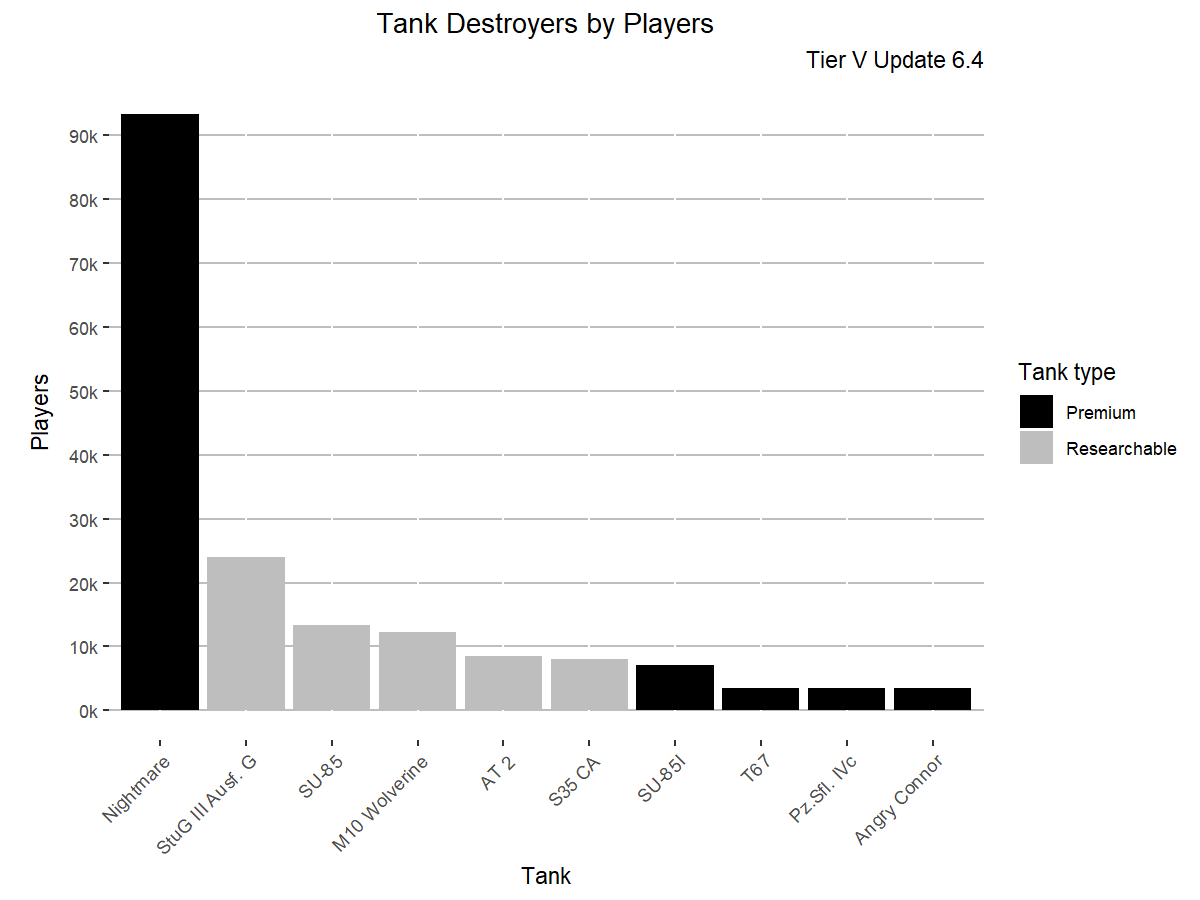 Tank Destroyers by Players
Tier V Update 6.4
Players
90k
80k
70k
60k
50k
40k
30k
20k
10k
0k
Nightmare
StuG III Ausf. G
SU-85
M10 Wolverine
AT 2
S35 CA
SU-85I
T67
Pz.Sfl. IVc
Angry Connor
Tank
Tank type
Premium
Researchable